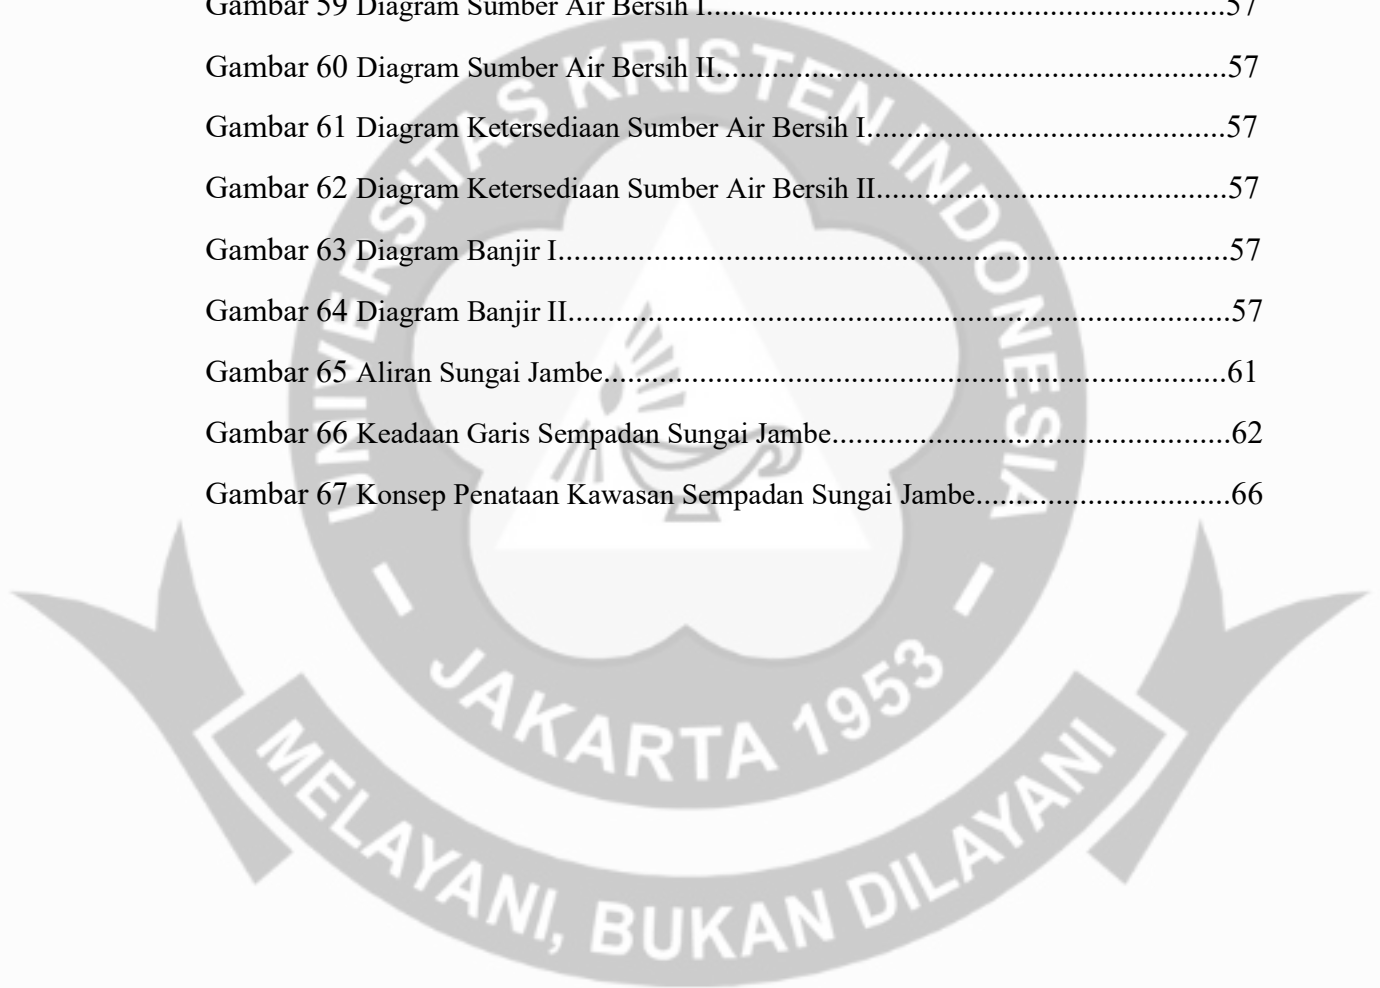 Gambar 59 Diagram Sumber Air Bersih I.................................................................57
Gambar 60 Diagram Sumber Air Bersih II................................................................57
Gambar 61 Diagram Ketersediaan Sumber Air Bersih I.............................................57
Gambar 62 Diagram Ketersediaan Sumber Air Bersih II............................................57
Gambar 63 Diagram Banjir I....................................................................................57
Gambar 64 Diagram Banjir II...................................................................................57
Gambar 65 Aliran Sungai Jambe..............................................................................61
Gambar 66 Keadaan Garis Sempadan Sungai Jambe..................................................62
Gambar 67 Konsep Penataan Kawasan Sempadan Sungai Jambe................................66
UNIVERSITAS KRISTEN INDONESIA
JAKARTA 1953
MELAYANI, BUKAN DILAYANI